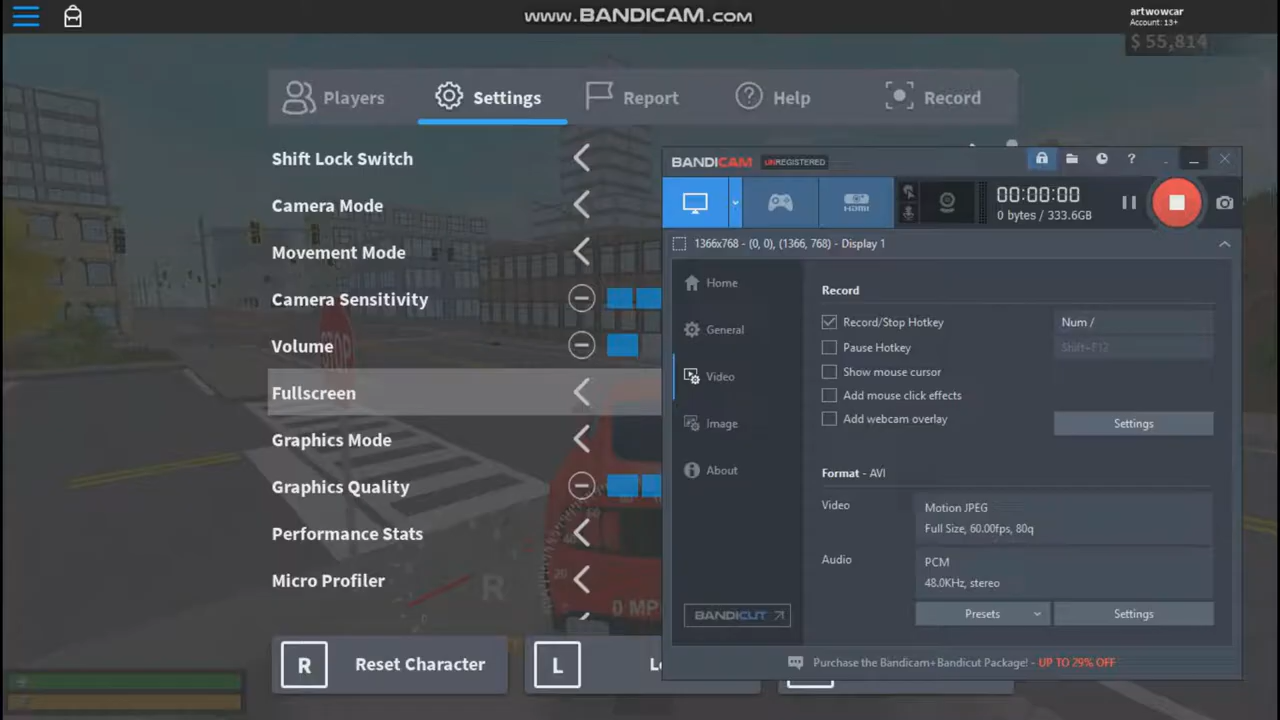 www.BANDICAM.com
artwowcar
Account: 13+
$ 55,814
Players
Settings
Report
Help
Record
Shift Lock Switch
Camera Mode
Movement Mode
Camera Sensitivity
Volume
Fullscreen
Graphics Mode
Graphics Quality
Performance Stats
Micro Profiler
R
Reset Character
L
STOP
R
0 MP
20
BANDICAM UNREGISTERED
?
HDMI
00:00:00
0 bytes / 333.6GB
1366x768 - (0, 0), (1366, 768) - Display 1
Home
General
Video
Image
About
BANDICUT
Record
Record/Stop Hotkey
Num /
Pause Hotkey
Shift+F12
Show mouse cursor
Add mouse click effects
Add webcam overlay
Settings
Format - AVI
Video
Motion JPEG
Full Size, 60.00fps, 80q
Audio
PCM
48.0KHz, stereo
Presets
Settings
Purchase the Bandicam+Bandicut Package! - UP TO 29% OFF